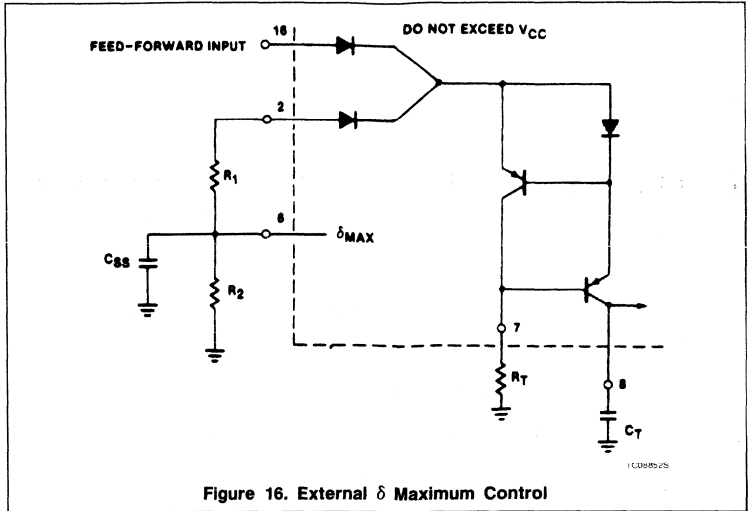 16
DO NOT EXCEED VCC
FEED-FORWARD INPUT
2
R1
6
δMAX
CSS
R2
7
RT
8
CT
TC08852S
Figure 16. External δ Maximum Control